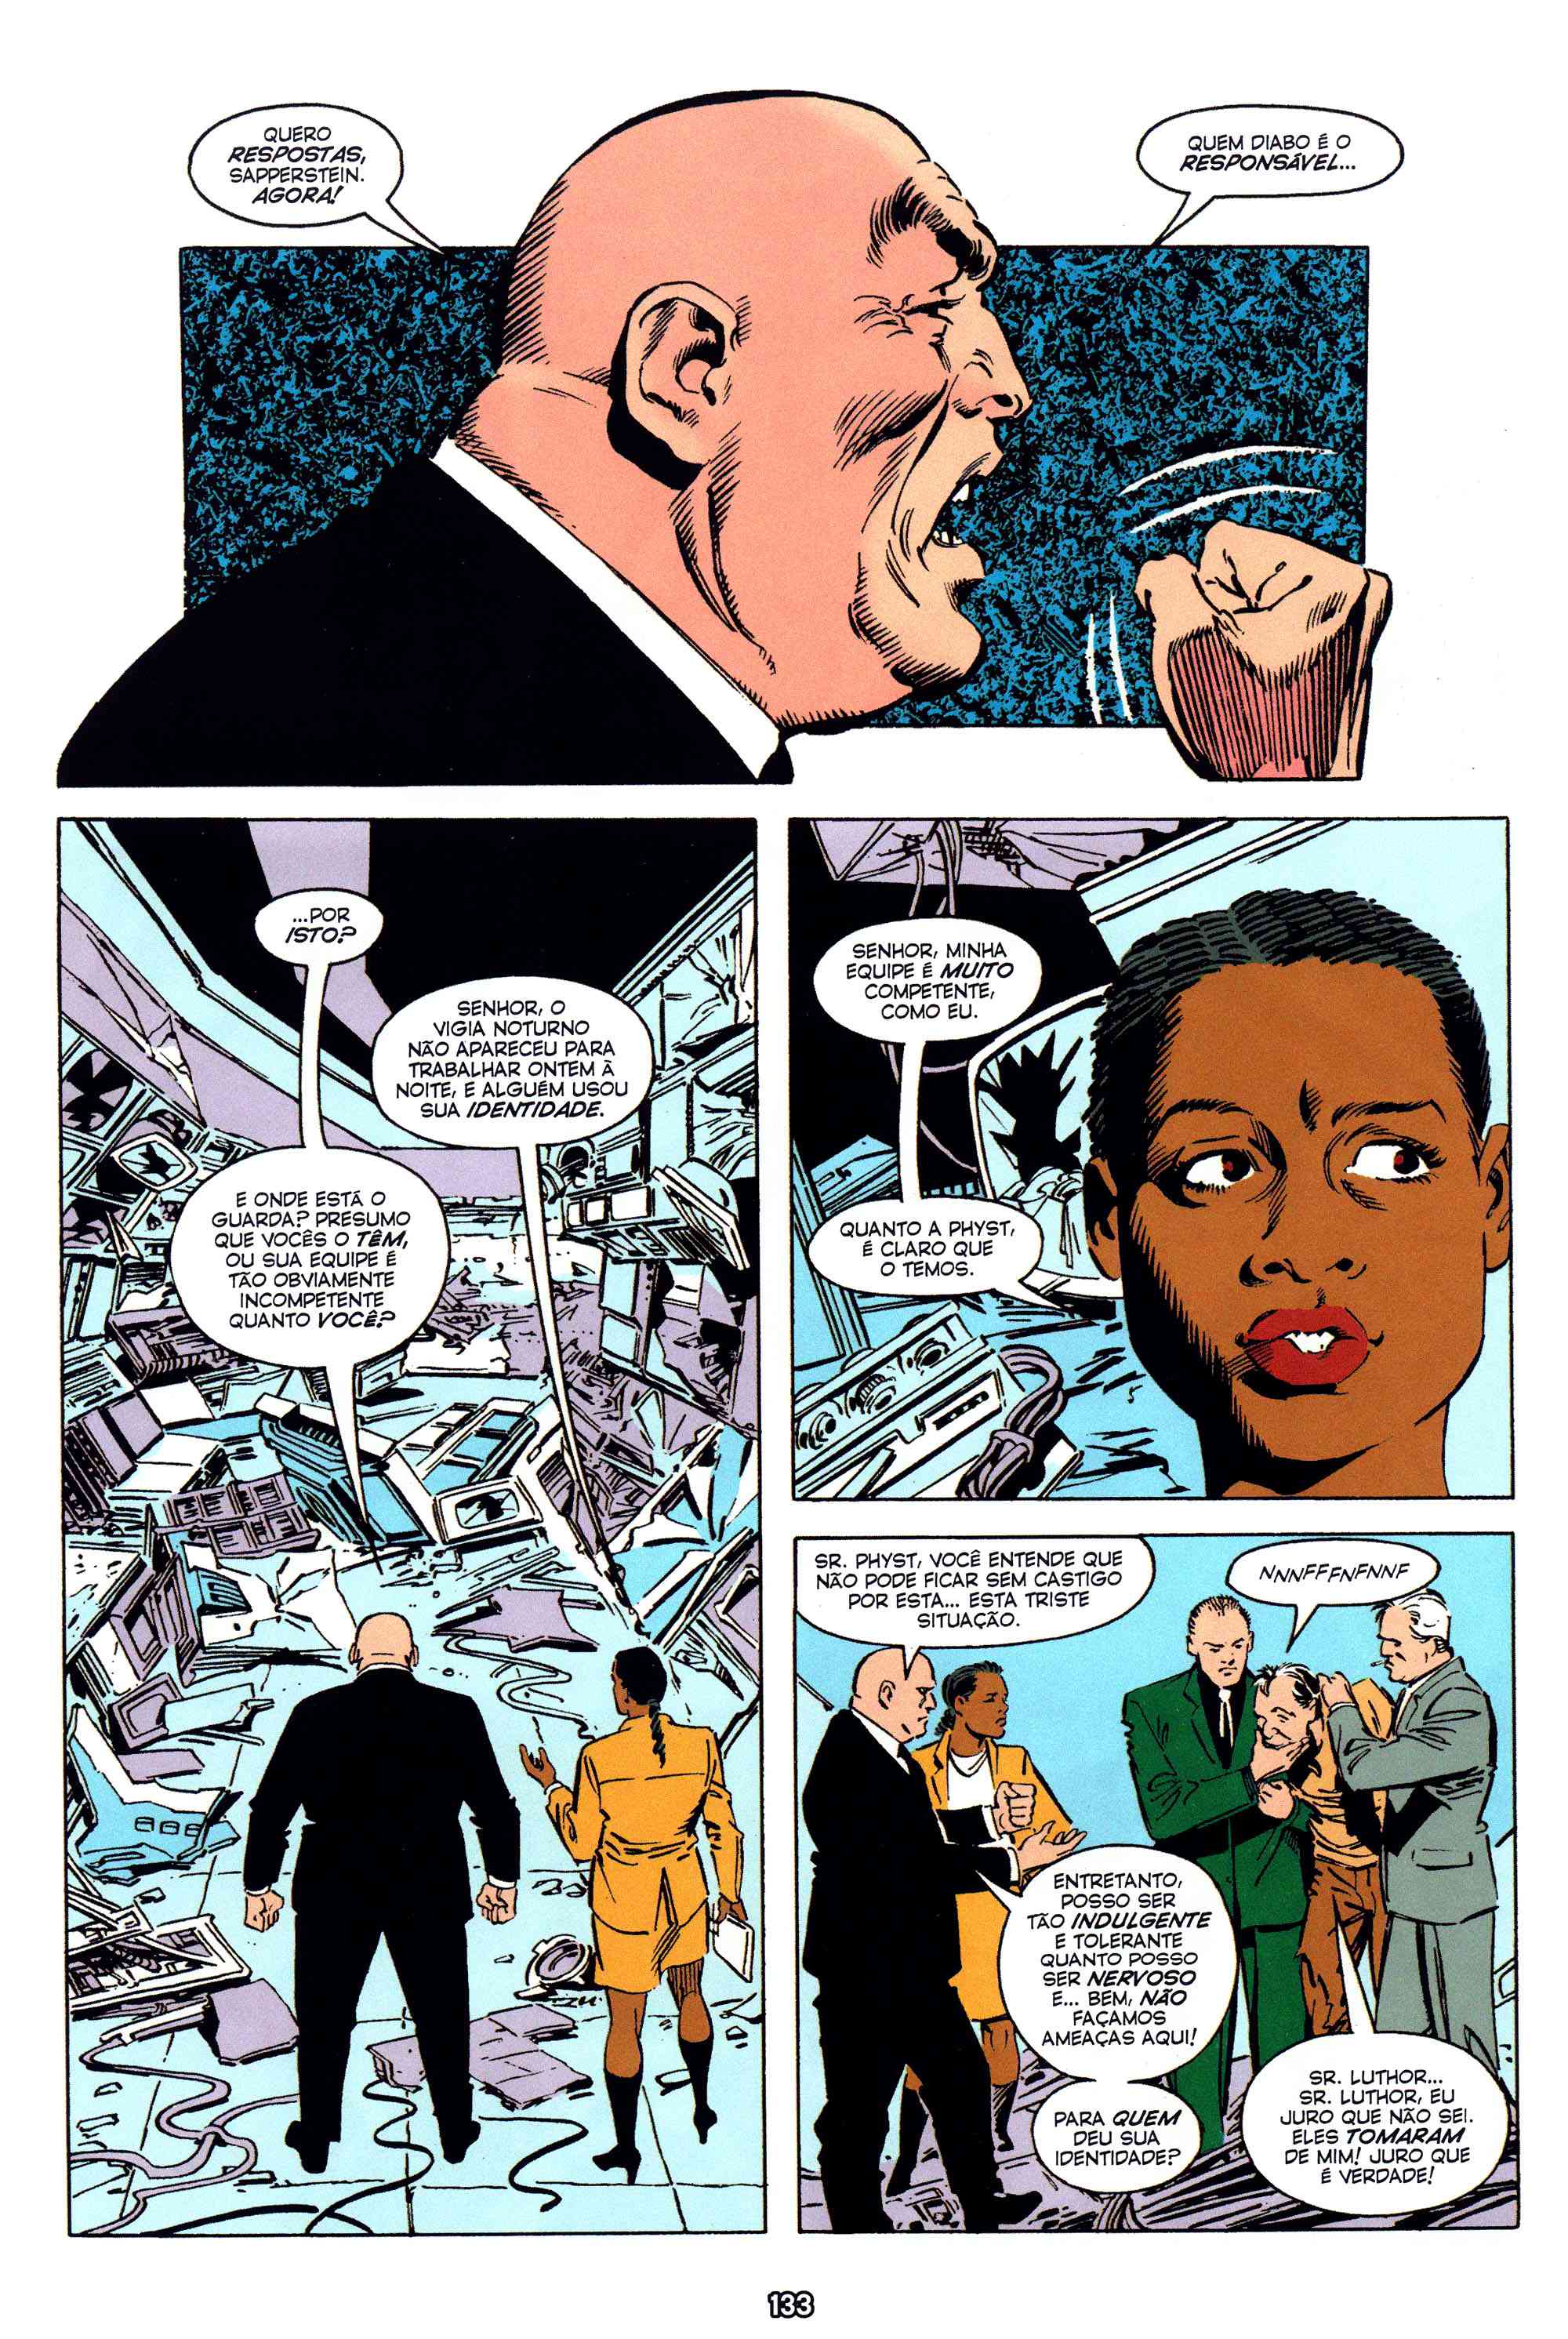 QUERO
RESPOSTAS,
SAPPERSTEIN.
AGORA!
QUEM DIABO É O
RESPONSÁVEL...
...POR
ISTO?
SENHOR, O
VIGIA NOTURNO
NÃO APARECEU PARA
TRABALHAR ONTEM À
NOITE, E ALGUÉM USOU
SUA IDENTIDADE.
E ONDE ESTÁ O
GUARDA? PRESUMO
QUE VOCÊS O TÊM,
OU SUA EQUIPE É
TÃO OBVIAMENTE
INCOMPETENTE
QUANTO VOCÊ?
SENHOR, MINHA
EQUIPE É MUITO
COMPETENTE,
COMO EU.
QUANTO A PHYST,
É CLARO QUE
O TEMOS.
SR. PHYST, VOCÊ ENTENDE QUE
NÃO PODE FICAR SEM CASTIGO
POR ESTA... ESTA TRISTE
SITUAÇÃO.
NNNFFFNFNNF
ENTRETANTO,
POSSO SER
TÃO INDULGENTE
E TOLERANTE
QUANTO POSSO
SER NERVOSO
E... BEM, NÃO
FAÇAMOS
AMEAÇAS AQUI!
PARA QUEM
DEU SUA
IDENTIDADE?
SR. LUTHOR...
SR. LUTHOR, EU
JURO QUE NÃO SEI.
ELES TOMARAM
DE MIM! JURO QUE
É VERDADE!
133